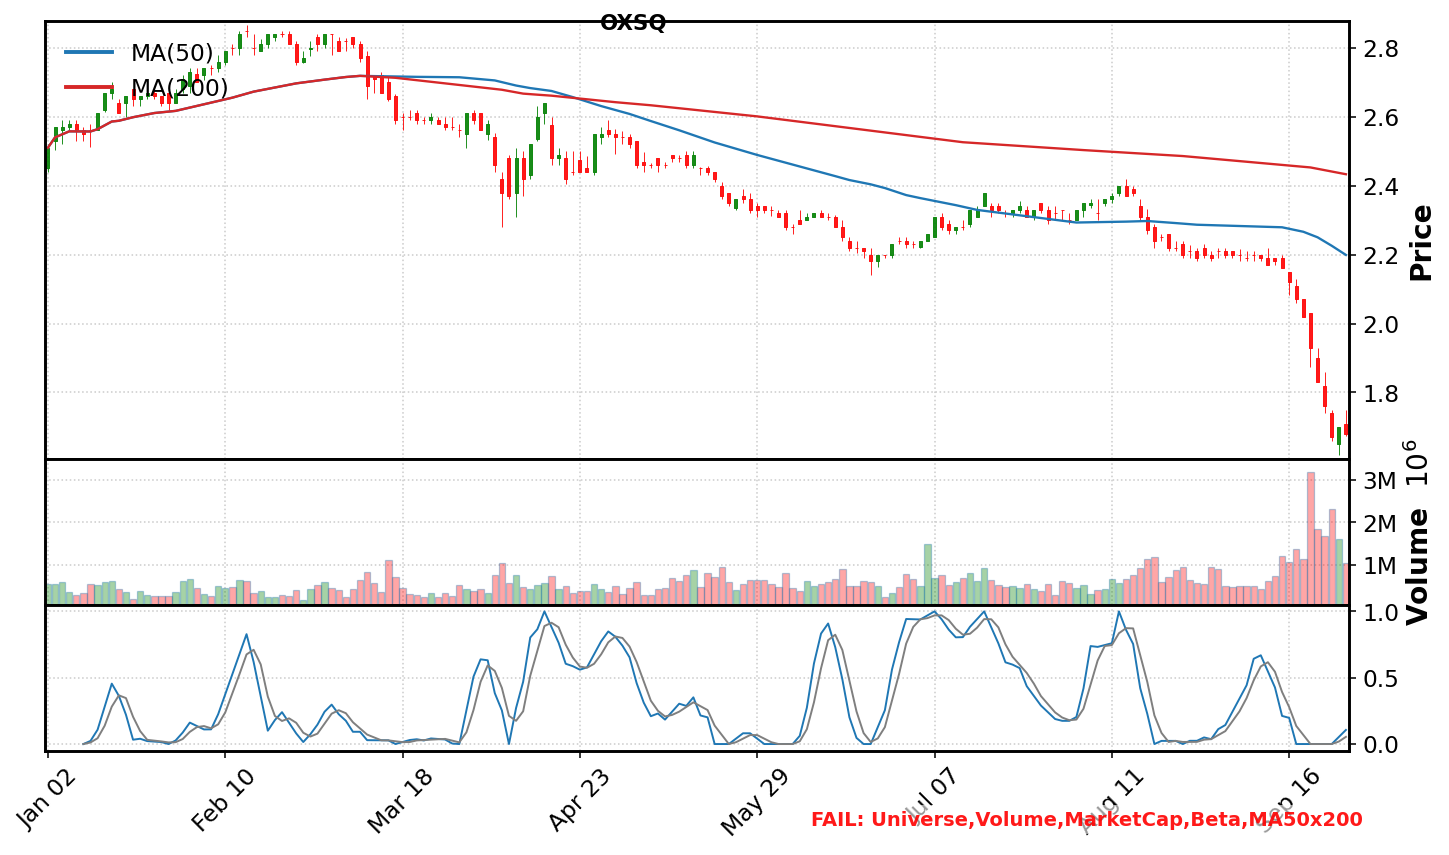 OXSQ
MA(50)
MA(200)
2.8
2.6
2.4
2.2
2.0
1.8
Price
3M
2M
1M
Volume 10⁶
1.0
0.5
0.0
Jan 02
Feb 10
Mar 18
Apr 23
May 29
Jul 07
Aug 11
Sep 16
FAIL: Universe,Volume,MarketCap,Beta,MA50x200